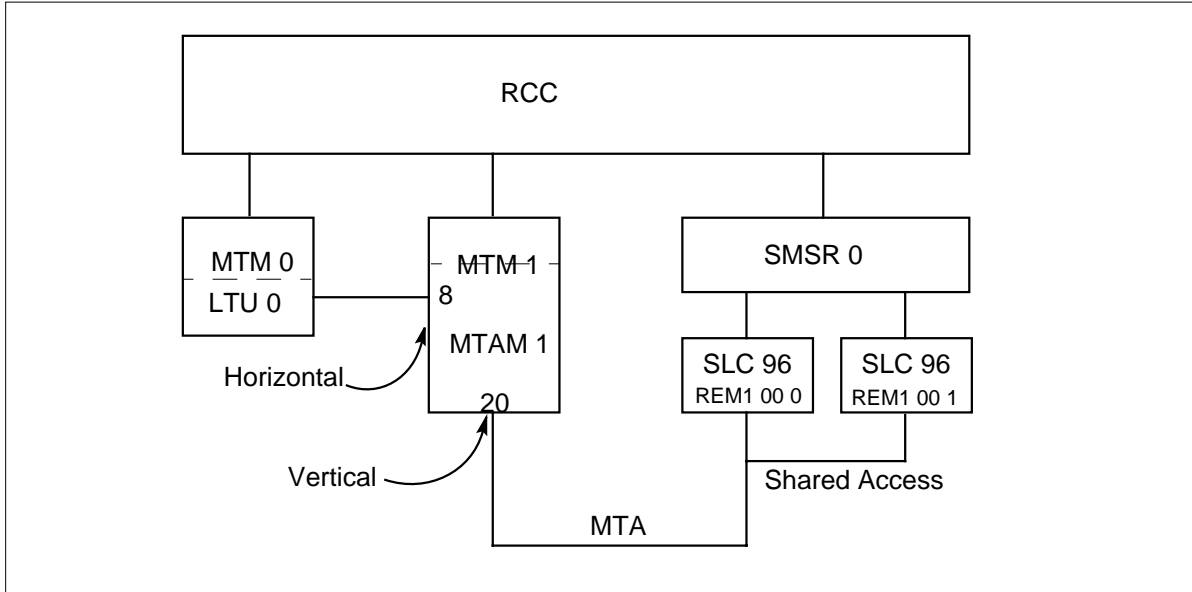 RCC
MTM 0
LTU 0
MTM 1
8
MTAM 1
20
SMSR 0
SLC 96
REM1 00 0
SLC 96
REM1 00 1
Horizontal
Vertical
Shared Access
MTA